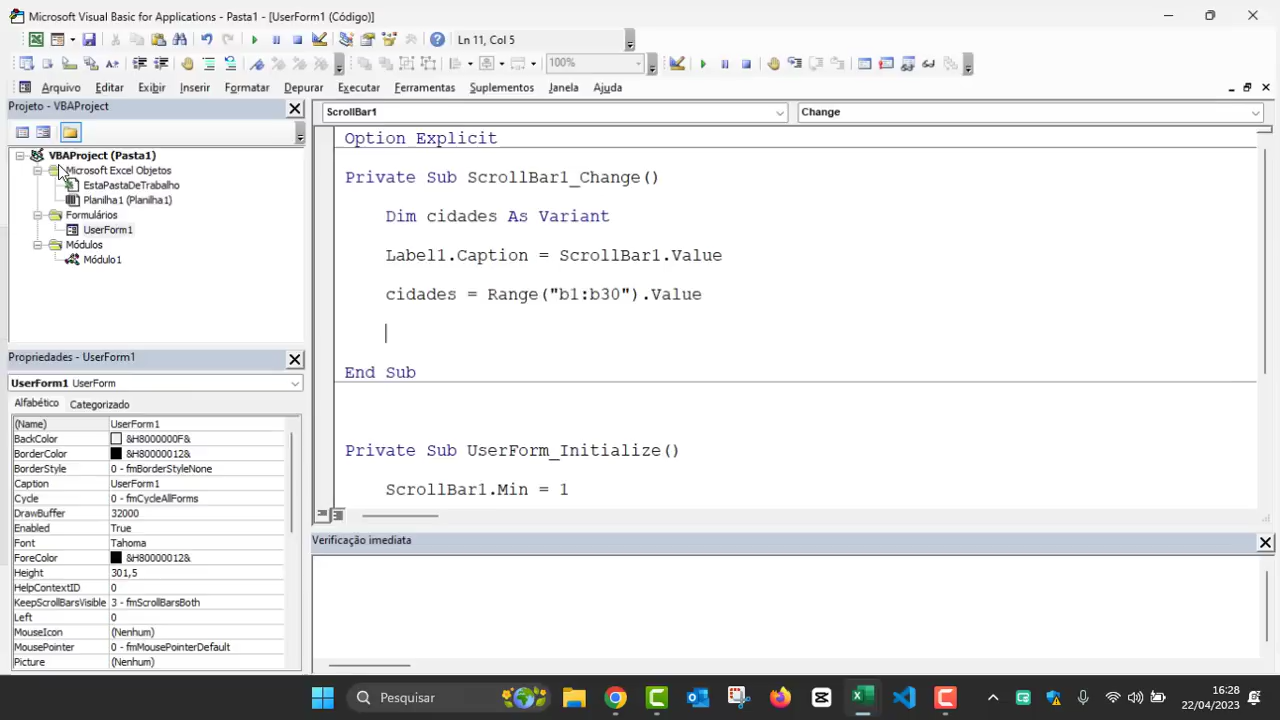 Microsoft Visual Basic for Applications - Pasta1 - [UserForm1 (Código)]
Ln 11, Col 5
100%
Arquivo Editar Exibir Inserir Formatar Depurar Executar Ferramentas Suplementos Janela Ajuda
Projeto - VBAProject
VBAProject (Pasta1)
Microsoft Excel Objetos
EstaPastaDeTrabalho
Planilha1 (Planilha1)
Formulários
UserForm1
Módulos
Módulo1
Propriedades - UserForm1
UserForm1 UserForm
Alfabético Categorizado
(Name) UserForm1
BackColor &H8000000F&
BorderColor &H80000012&
BorderStyle 0 - fmBorderStyleNone
Caption UserForm1
Cycle 0 - fmCycleAllForms
DrawBuffer 32000
Enabled True
Font Tahoma
ForeColor &H80000012&
Height 301,5
HelpContextID 0
KeepScrollBarsVisible 3 - fmScrollBarsBoth
Left 0
MouseIcon (Nenhum)
MousePointer 0 - fmMousePointerDefault
Picture (Nenhum)
ScrollBar1 Change
Option Explicit
Private Sub ScrollBar1_Change()
Dim cidades As Variant
Label1.Caption = ScrollBar1.Value
cidades = Range("b1:b30").Value
End Sub
Private Sub UserForm_Initialize()
ScrollBar1.Min = 1
Verificação imediata
Pesquisar
16:28
22/04/2023